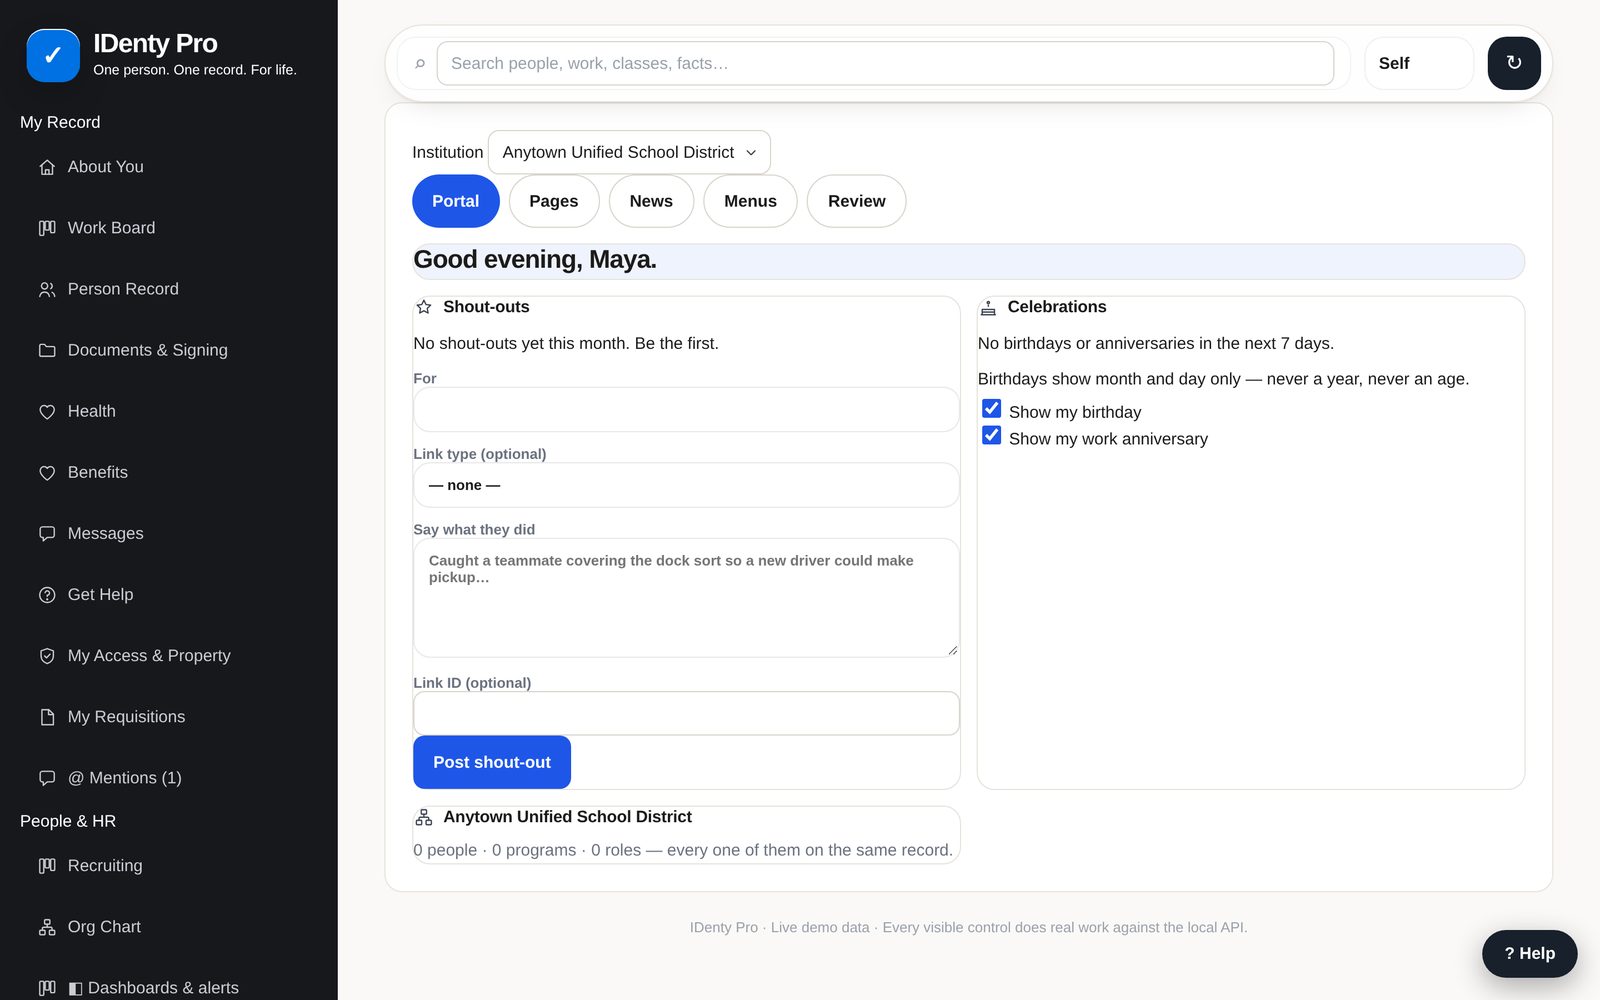 IDenty Pro
One person. One record. For life.
My Record
About You
Work Board
Person Record
Documents & Signing
Health
Benefits
Messages
Get Help
My Access & Property
My Requisitions
@ Mentions (1)
People & HR
Recruiting
Org Chart
Dashboards & alerts
Search people, work, classes, facts…
Self
Institution
Anytown Unified School District
Portal
Pages
News
Menus
Review
Good evening, Maya.
Shout-outs
No shout-outs yet this month. Be the first.
For
Link type (optional)
— none —
Say what they did
Caught a teammate covering the dock sort so a new driver could make
pickup…
Link ID (optional)
Post shout-out
Celebrations
No birthdays or anniversaries in the next 7 days.
Birthdays show month and day only — never a year, never an age.
Show my birthday
Show my work anniversary
Anytown Unified School District
0 people · 0 programs · 0 roles — every one of them on the same record.
IDenty Pro · Live demo data · Every visible control does real work against the local API.
? Help